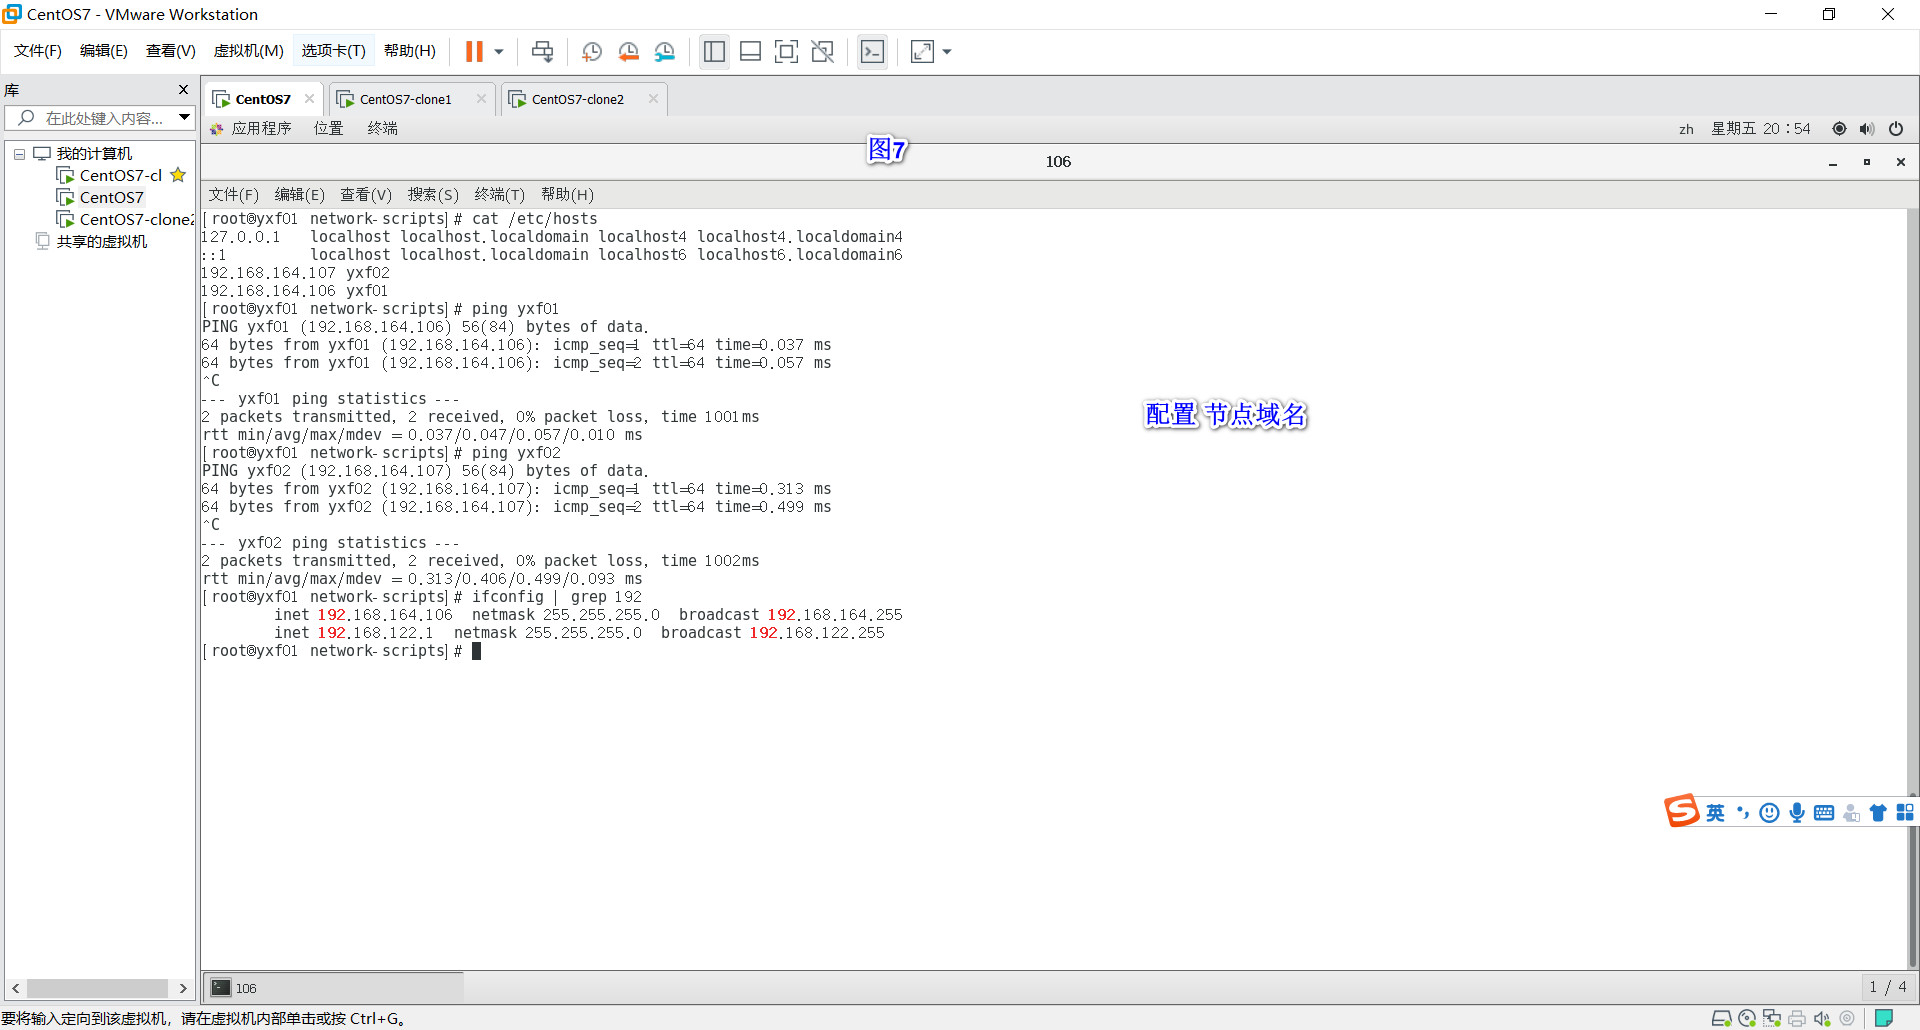 CentOS7 - VMware Workstation
文件(F) 编辑(E) 查看(V) 虚拟机(M) 选项卡(T) 帮助(H)
库
在此处键入内容...
我的计算机
CentOS7-cl
CentOS7
CentOS7-clone2
共享的虚拟机
CentOS7 CentOS7-clone1 CentOS7-clone2
应用程序 位置 终端 zh 星期五 20：54
图7
106
文件(F) 编辑(E) 查看(V) 搜索(S) 终端(T) 帮助(H)
[root@yxf01 network-scripts]# cat /etc/hosts
127.0.0.1 localhost localhost.localdomain localhost4 localhost4.localdomain4
::1 localhost localhost.localdomain localhost6 localhost6.localdomain6
192.168.164.107 yxf02
192.168.164.106 yxf01
[root@yxf01 network-scripts]# ping yxf01
PING yxf01 (192.168.164.106) 56(84) bytes of data.
64 bytes from yxf01 (192.168.164.106): icmp_seq=1 ttl=64 time=0.037 ms
64 bytes from yxf01 (192.168.164.106): icmp_seq=2 ttl=64 time=0.057 ms
^C
--- yxf01 ping statistics ---
2 packets transmitted, 2 received, 0% packet loss, time 1001ms
rtt min/avg/max/mdev = 0.037/0.047/0.057/0.010 ms
[root@yxf01 network-scripts]# ping yxf02
PING yxf02 (192.168.164.107) 56(84) bytes of data.
64 bytes from yxf02 (192.168.164.107): icmp_seq=1 ttl=64 time=0.313 ms
64 bytes from yxf02 (192.168.164.107): icmp_seq=2 ttl=64 time=0.499 ms
^C
--- yxf02 ping statistics ---
2 packets transmitted, 2 received, 0% packet loss, time 1002ms
rtt min/avg/max/mdev = 0.313/0.406/0.499/0.093 ms
[root@yxf01 network-scripts]# ifconfig | grep 192
inet 192.168.164.106 netmask 255.255.255.0 broadcast 192.168.164.255
inet 192.168.122.1 netmask 255.255.255.0 broadcast 192.168.122.255
[root@yxf01 network-scripts]#
配置 节点域名
英
106
1 / 4
要将输入定向到该虚拟机，请在虚拟机内部单击或按 Ctrl+G。